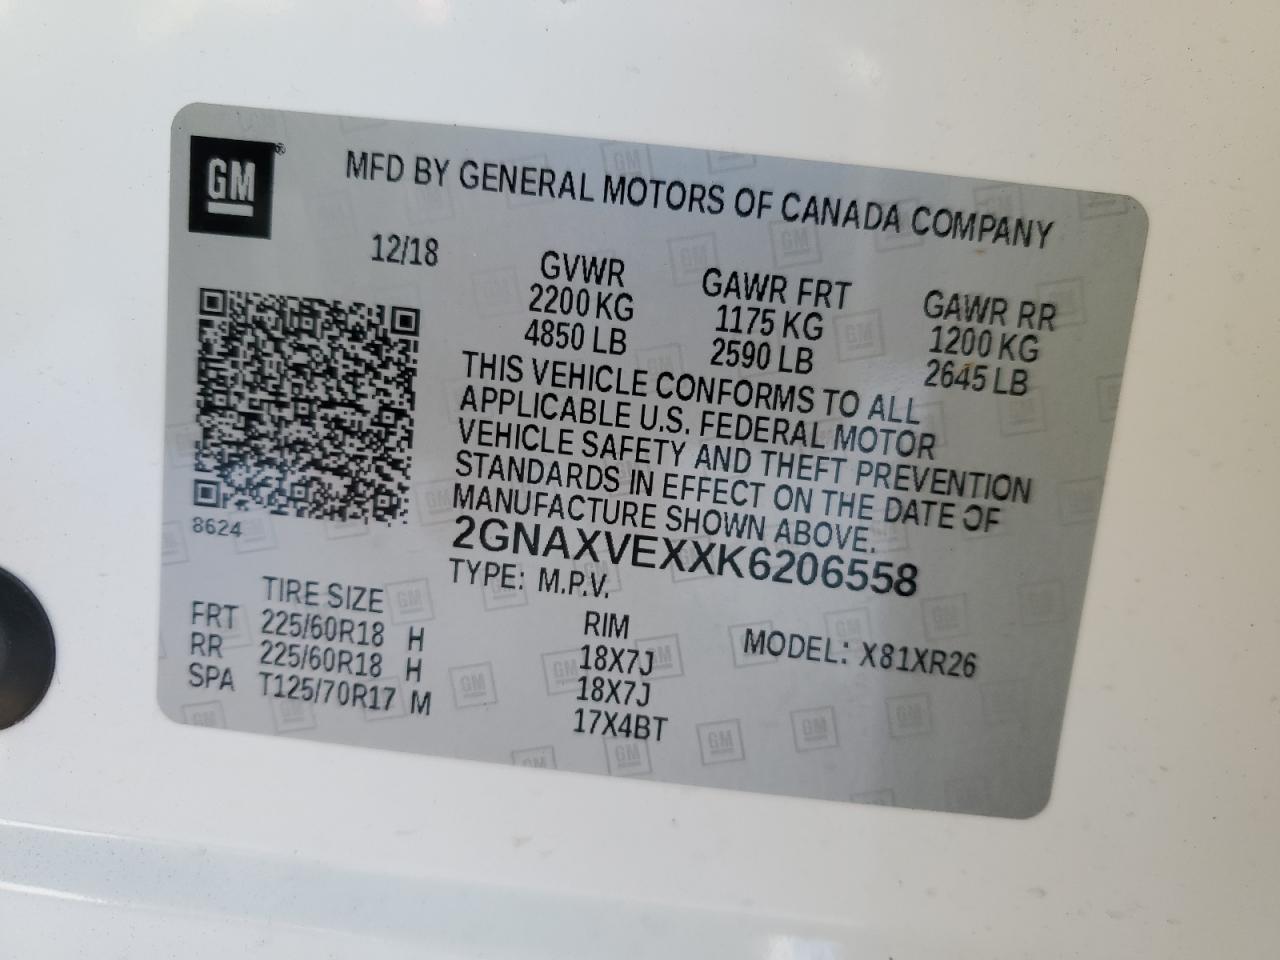 GM®
MFD BY GENERAL MOTORS OF CANADA COMPANY
12/18
GVWR GAWR FRT GAWR RR
2200 KG 1175 KG 1200 KG
4850 LB 2590 LB 2645 LB
THIS VEHICLE CONFORMS TO ALL
APPLICABLE U.S. FEDERAL MOTOR
VEHICLE SAFETY AND THEFT PREVENTION
STANDARDS IN EFFECT ON THE DATE OF
MANUFACTURE SHOWN ABOVE.
8624
2GNAXVEXXK6206558
TYPE: M.P.V.
MODEL: X81XR26
TIRE SIZE RIM
FRT 225/60R18 H 18X7J
RR 225/60R18 H 18X7J
SPA T125/70R17 M 17X4BT